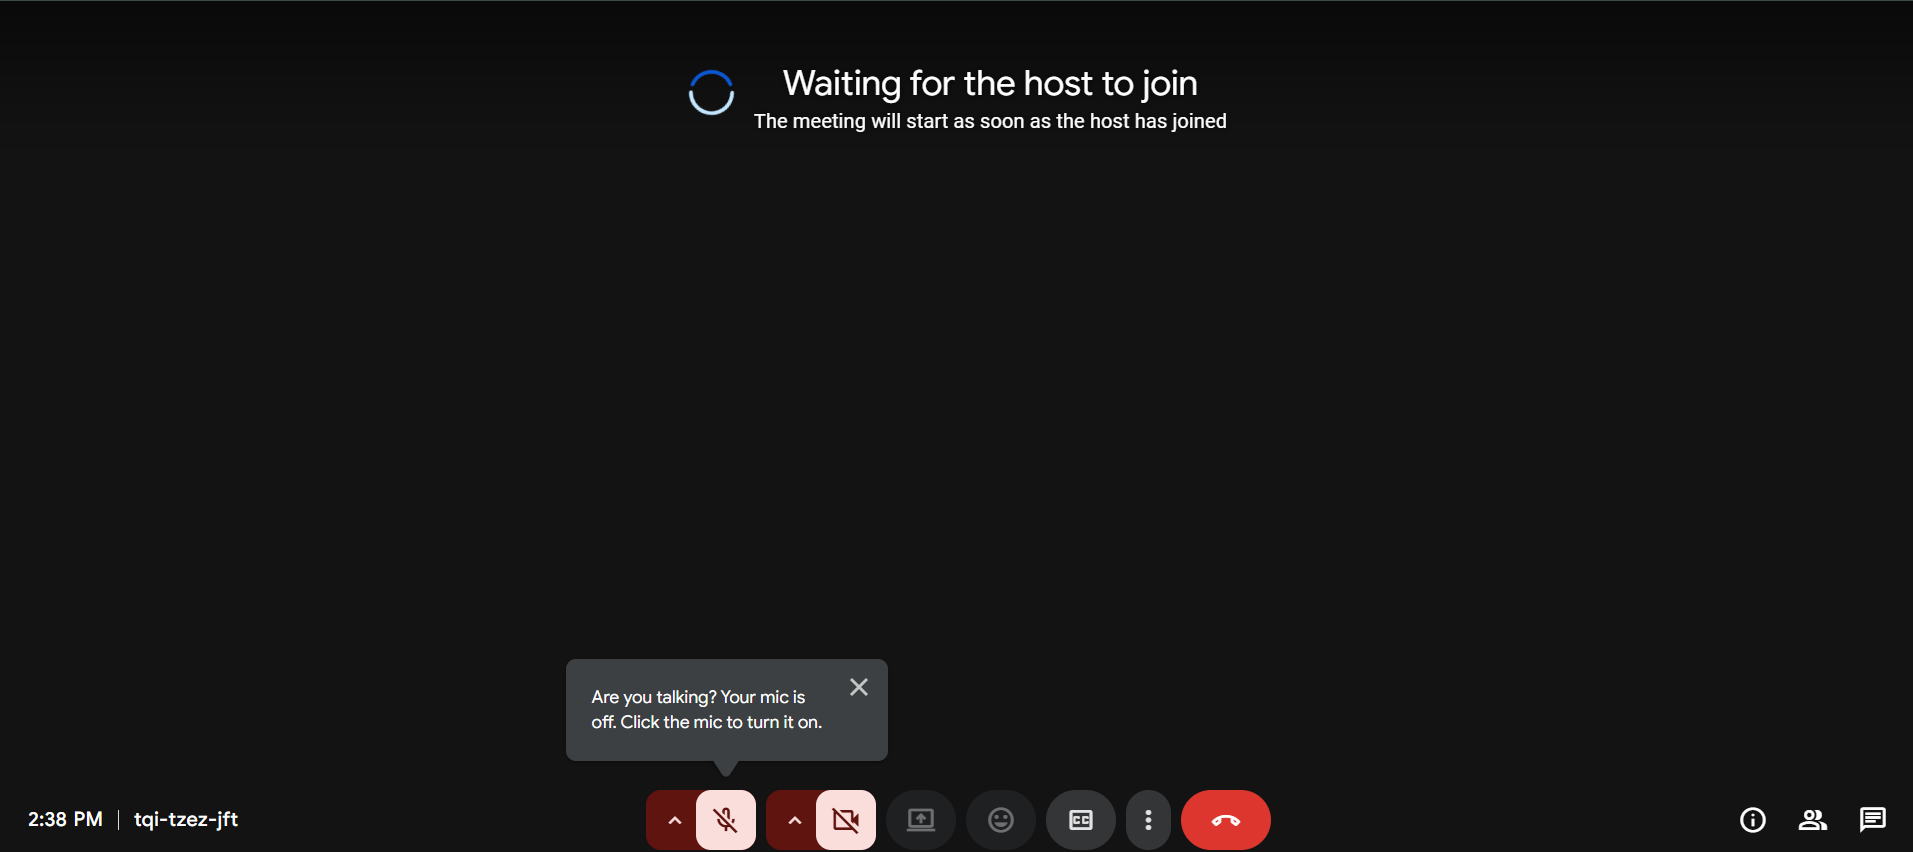 Waiting for the host to join
The meeting will start as soon as the host has joined
Are you talking? Your mic is
off. Click the mic to turn it on.
2:38 PM | tqi-tzez-jft
CC